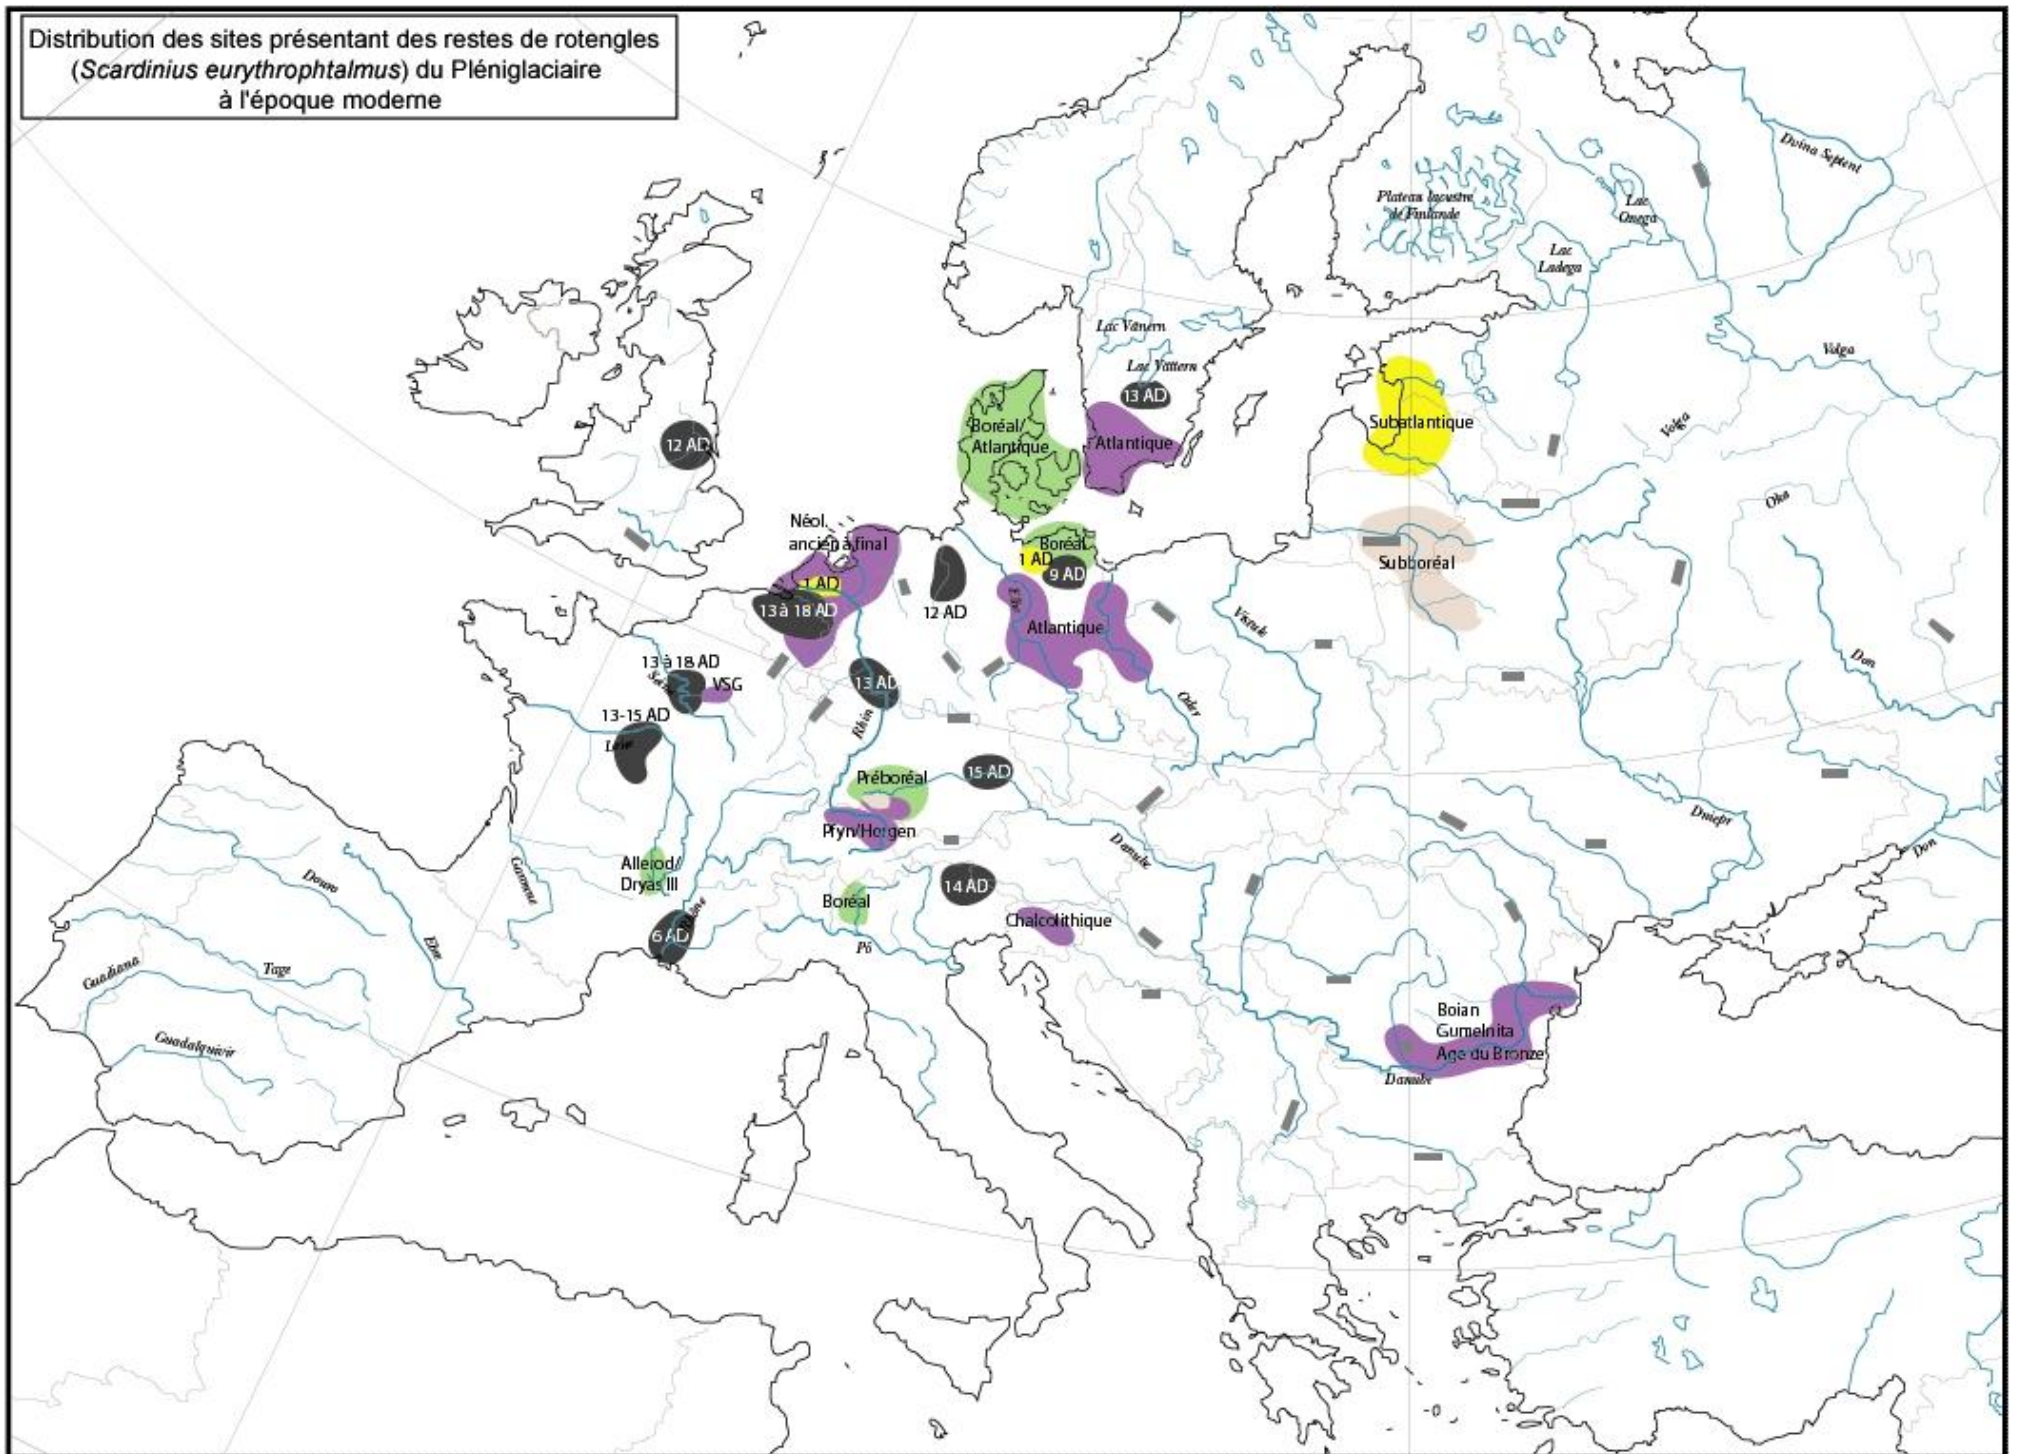 Distribution des sites présentant des restes de rotengles
(Scardinius eurythrophtalmus) du Pléniglaciaire
à l'époque moderne
Dvina Septent
Plateau lacustre
de Finlande
Lac
Onega
Lac
Ladega
Lac Vänern
Lac Vättern
Volga
13 AD
Boréal/
Atlantique
Atlantique
Subatlantique
Volga
12 AD
Oka
Néol.
ancien à final
Boréal
1 AD
9 AD
Subboréal
1 AD
13 à 18 AD
12 AD
Elbe
Atlantique
Vistule
Don
13 à 18 AD
Seine
VSG
13 AD
Rhin
Oder
13-15 AD
Loire
Préboréal
15 AD
Dniepr
Pfyn/Horgen
Danube
Don
Allerod/
Dryas III
Garonne
Douro
Boréal
14 AD
Rhône
6 AD
Chalcolithique
Pô
Ebre
Tage
Guadiana
Guadalquivir
Boian
Gumelnita
Age du Bronze
Danube